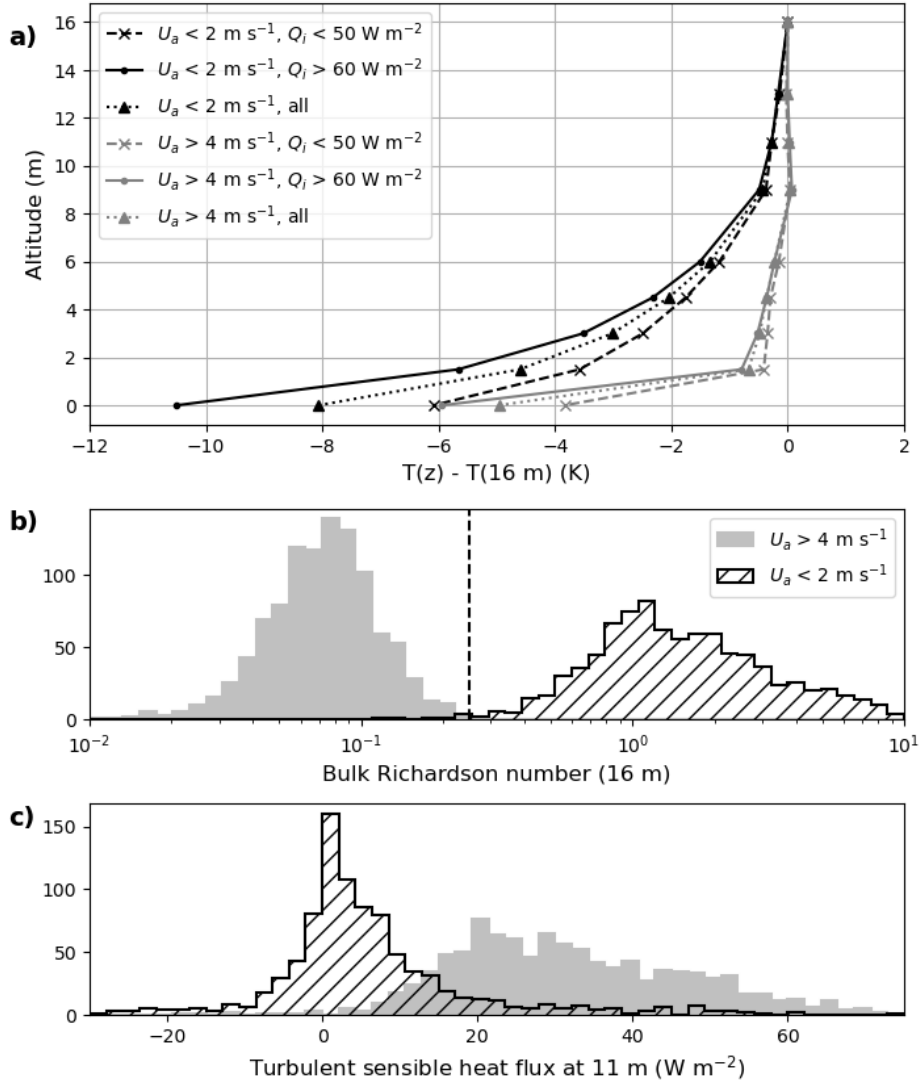 a)
U_a < 2 m s⁻¹, Q_i < 50 W m⁻²
U_a < 2 m s⁻¹, Q_i > 60 W m⁻²
U_a < 2 m s⁻¹, all
U_a > 4 m s⁻¹, Q_i < 50 W m⁻²
U_a > 4 m s⁻¹, Q_i > 60 W m⁻²
U_a > 4 m s⁻¹, all
16
14
12
10
8
6
4
2
0
Altitude (m)
−12 −10 −8 −6 −4 −2 0 2
T(z) - T(16 m) (K)
b)
U_a > 4 m s⁻¹
U_a < 2 m s⁻¹
100
50
0
10⁻² 10⁻¹ 10⁰ 10¹
Bulk Richardson number (16 m)
c)
150
100
50
0
−20 0 20 40 60
Turbulent sensible heat flux at 11 m (W m⁻²)